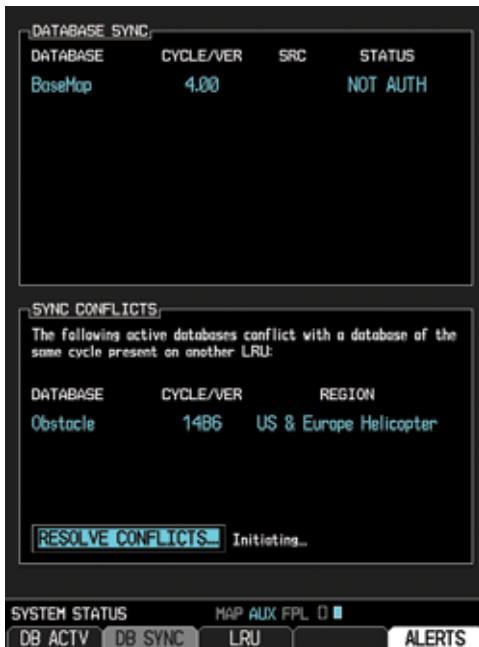 DATABASE SYNC
DATABASE CYCLE/VER SRC STATUS
BaseMap 4.00 NOT AUTH
SYNC CONFLICTS
The following active databases conflict with a database of the
same cycle present on another LRU:
DATABASE CYCLE/VER REGION
Obstacle 14B6 US & Europe Helicopter
RESOLVE CONFLICTS… Initiating…
SYSTEM STATUS MAP AUX FPL
DB ACTV DB SYNC LRU ALERTS